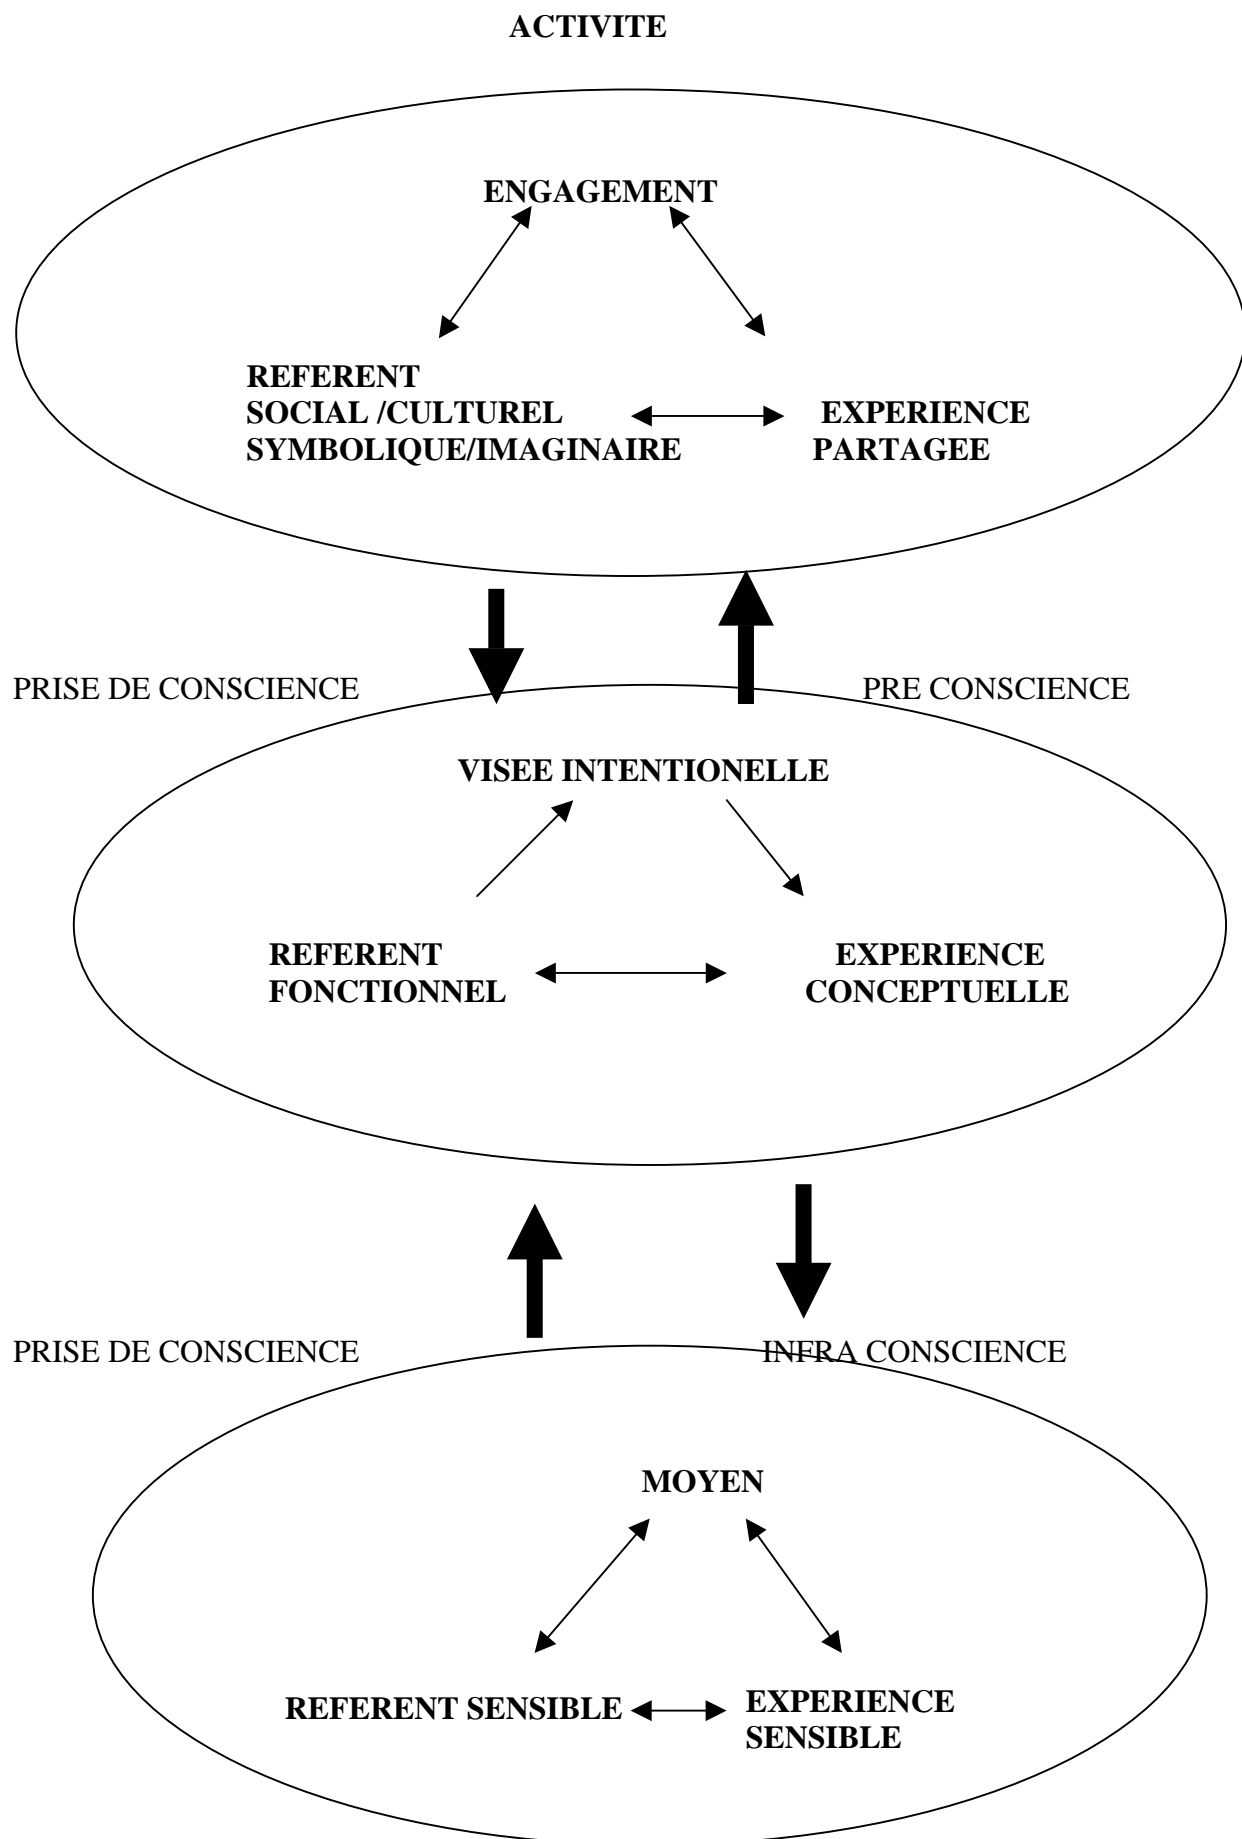 ACTIVITE
ENGAGEMENT
REFERENT
SOCIAL /CULTUREL
SYMBOLIQUE/IMAGINAIRE
EXPERIENCE
PARTAGEE
PRISE DE CONSCIENCE
PRE CONSCIENCE
VISEE INTENTIONELLE
REFERENT
FONCTIONNEL
EXPERIENCE
CONCEPTUELLE
PRISE DE CONSCIENCE
INFRA CONSCIENCE
MOYEN
REFERENT SENSIBLE
EXPERIENCE
SENSIBLE